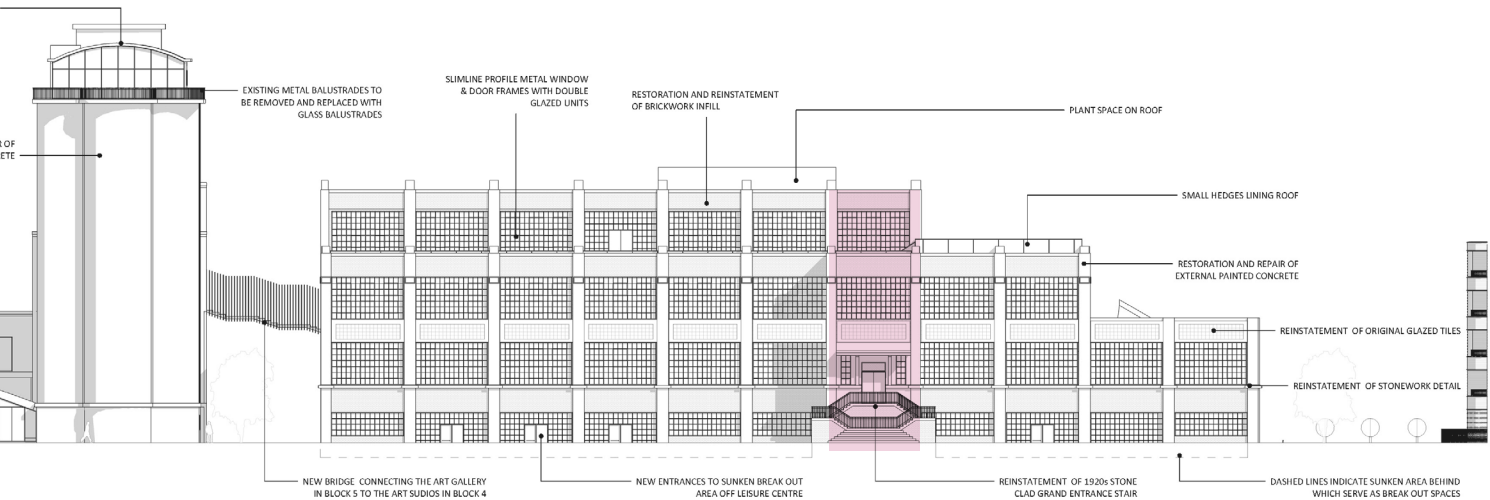 SLIMLINE PROFILE METAL WINDOW
& DOOR FRAMES WITH DOUBLE
GLAZED UNITS
EXISTING METAL BALUSTRADES TO
BE REMOVED AND REPLACED WITH
GLASS BALUSTRADES
RESTORATION AND REINSTATEMENT
OF BRICKWORK INFILL
PLANT SPACE ON ROOF
R OF
ETE
SMALL HEDGES LINING ROOF
RESTORATION AND REPAIR OF
EXTERNAL PAINTED CONCRETE
REINSTATEMENT OF ORIGINAL GLAZED TILES
REINSTATEMENT OF STONEWORK DETAIL
NEW BRIDGE CONNECTING THE ART GALLERY
IN BLOCK 5 TO THE ART SUDIOS IN BLOCK 4
NEW ENTRANCES TO SUNKEN BREAK OUT
AREA OFF LEISURE CENTRE
REINSTATEMENT OF 1920s STONE
CLAD GRAND ENTRANCE STAIR
DASHED LINES INDICATE SUNKEN AREA BEHIND
WHICH SERVE AS BREAK OUT SPACES